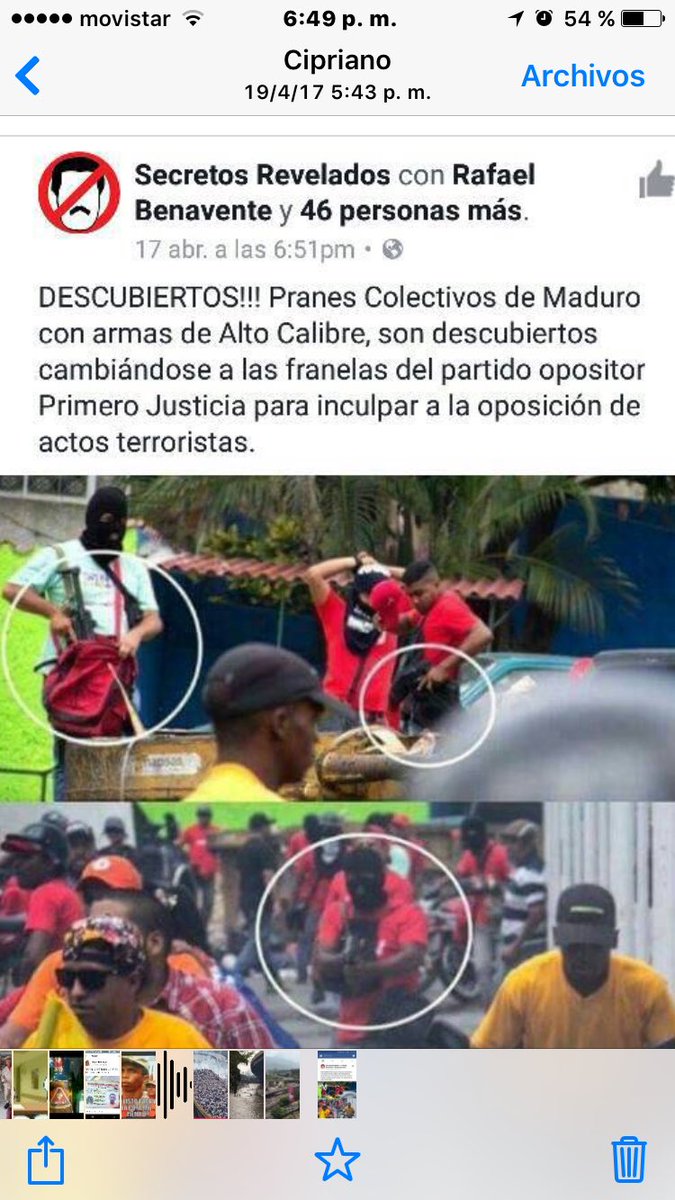 movistar 6:49 p. m. 54 %
Cipriano
19/4/17 5:43 p. m.
Archivos
Secretos Revelados con Rafael
Benavente y 46 personas más.
17 abr. a las 6:51pm •
DESCUBIERTOS!!! Pranes Colectivos de Maduro
con armas de Alto Calibre, son descubiertos
cambiándose a las franelas del partido opositor
Primero Justicia para inculpar a la oposición de
actos terroristas.